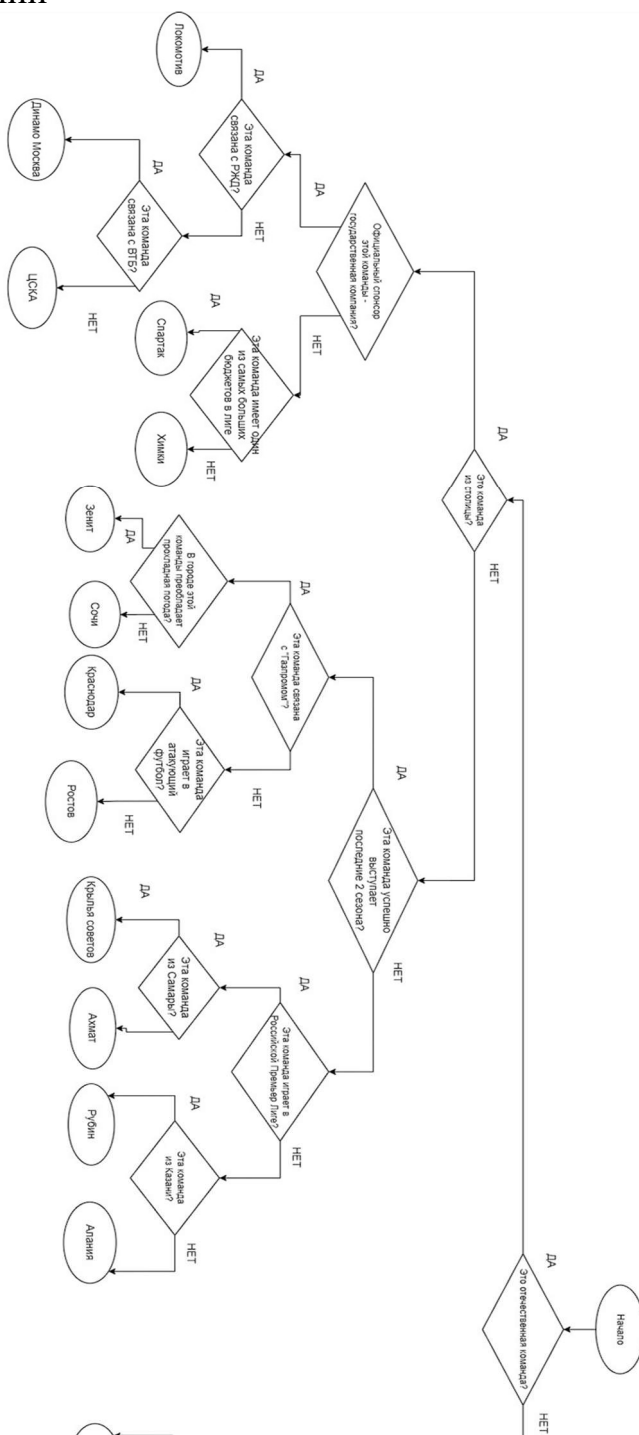 Начало
Это отечественная команда?
ДА
НЕТ
Это команда
из столицы?
ДА
НЕТ
Официальный спонсор
этой команды -
государственная компания?
ДА
НЕТ
Эта команда
связана с РЖД?
ДА
НЕТ
Локомотив
Эта команда
связана с ВТБ?
ДА
НЕТ
Динамо Москва
ЦСКА
Эта команда имеет один
из самых больших
бюджетов в лиге
ДА
НЕТ
Спартак
Химки
Эта команда успешно
выступает
последние 2 сезона?
ДА
НЕТ
Эта команда связана
с "Газпромом"?
ДА
НЕТ
В городе этой
команды преобладает
прохладная погода?
ДА
НЕТ
Зенит
Сочи
Эта команда
играет в
атакующий
футбол?
ДА
НЕТ
Краснодар
Ростов
Эта команда играет в
Российской Премьер Лиге?
ДА
НЕТ
Эта команда
из Самары?
ДА
ДА
Крылья советов
Ахмат
Эта команда
из Казани?
ДА
НЕТ
Рубин
Алания